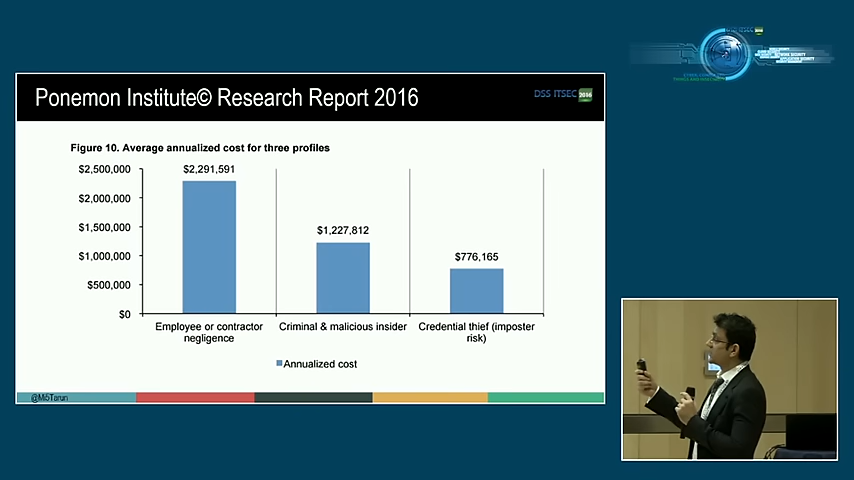 Ponemon Institute© Research Report 2016
DSS ITSEC 2016
Figure 10. Average annualized cost for three profiles
$2,500,000
$2,000,000
$1,500,000
$1,000,000
$500,000
$0
$2,291,591
$1,227,812
$776,165
Employee or contractor
negligence
Criminal & malicious insider
Credential thief (imposter
risk)
Annualized cost
@Mi5Tarun